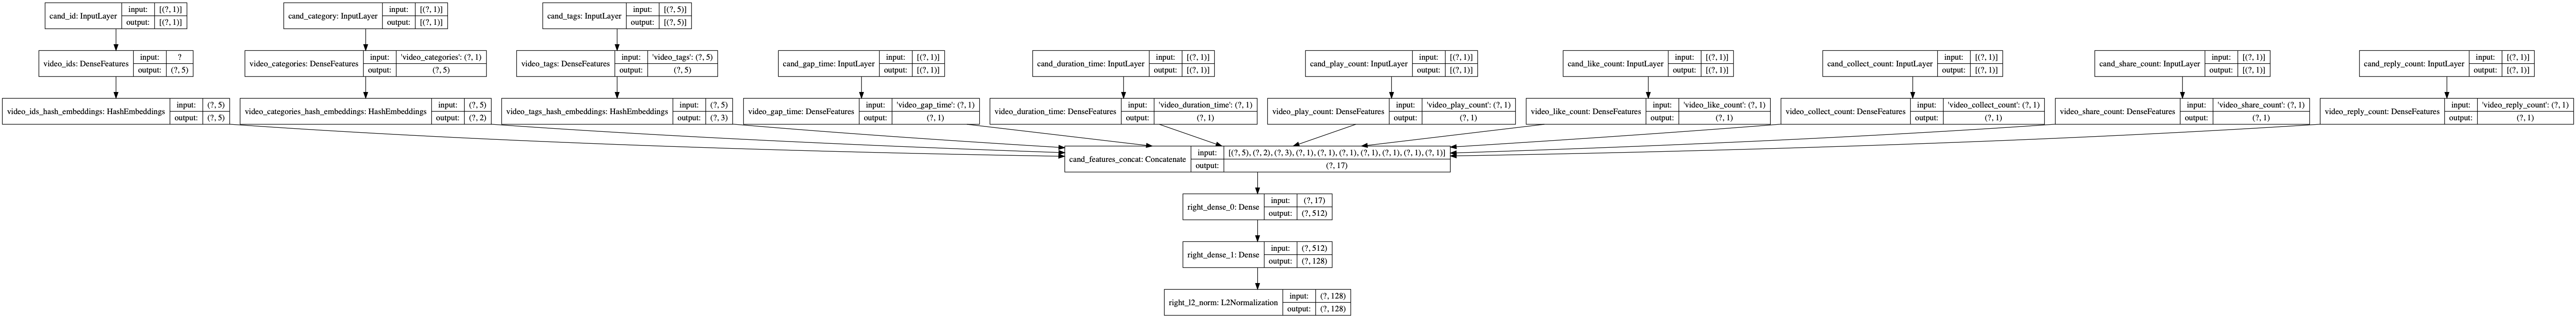 cand_id: InputLayer input: [(?, 1)] output: [(?, 1)]
cand_category: InputLayer input: [(?, 1)] output: [(?, 1)]
cand_tags: InputLayer input: [(?, 5)] output: [(?, 5)]
video_ids: DenseFeatures input: ? output: (?, 5)
video_categories: DenseFeatures input: 'video_categories': (?, 1) output: (?, 5)
video_tags: DenseFeatures input: 'video_tags': (?, 5) output: (?, 5)
cand_gap_time: InputLayer input: [(?, 1)] output: [(?, 1)]
cand_duration_time: InputLayer input: [(?, 1)] output: [(?, 1)]
cand_play_count: InputLayer input: [(?, 1)] output: [(?, 1)]
cand_like_count: InputLayer input: [(?, 1)] output: [(?, 1)]
cand_collect_count: InputLayer input: [(?, 1)] output: [(?, 1)]
cand_share_count: InputLayer input: [(?, 1)] output: [(?, 1)]
cand_reply_count: InputLayer input: [(?, 1)] output: [(?, 1)]
video_ids_hash_embeddings: HashEmbeddings input: (?, 5) output: (?, 5)
video_categories_hash_embeddings: HashEmbeddings input: (?, 5) output: (?, 2)
video_tags_hash_embeddings: HashEmbeddings input: (?, 5) output: (?, 3)
video_gap_time: DenseFeatures input: 'video_gap_time': (?, 1) output: (?, 1)
video_duration_time: DenseFeatures input: 'video_duration_time': (?, 1) output: (?, 1)
video_play_count: DenseFeatures input: 'video_play_count': (?, 1) output: (?, 1)
video_like_count: DenseFeatures input: 'video_like_count': (?, 1) output: (?, 1)
video_collect_count: DenseFeatures input: 'video_collect_count': (?, 1) output: (?, 1)
video_share_count: DenseFeatures input: 'video_share_count': (?, 1) output: (?, 1)
video_reply_count: DenseFeatures input: 'video_reply_count': (?, 1) output: (?, 1)
cand_features_concat: Concatenate input: [(?, 5), (?, 2), (?, 3), (?, 1), (?, 1), (?, 1), (?, 1), (?, 1), (?, 1), (?, 1)] output: (?, 17)
right_dense_0: Dense input: (?, 17) output: (?, 512)
right_dense_1: Dense input: (?, 512) output: (?, 128)
right_l2_norm: L2Normalization input: (?, 128) output: (?, 128)